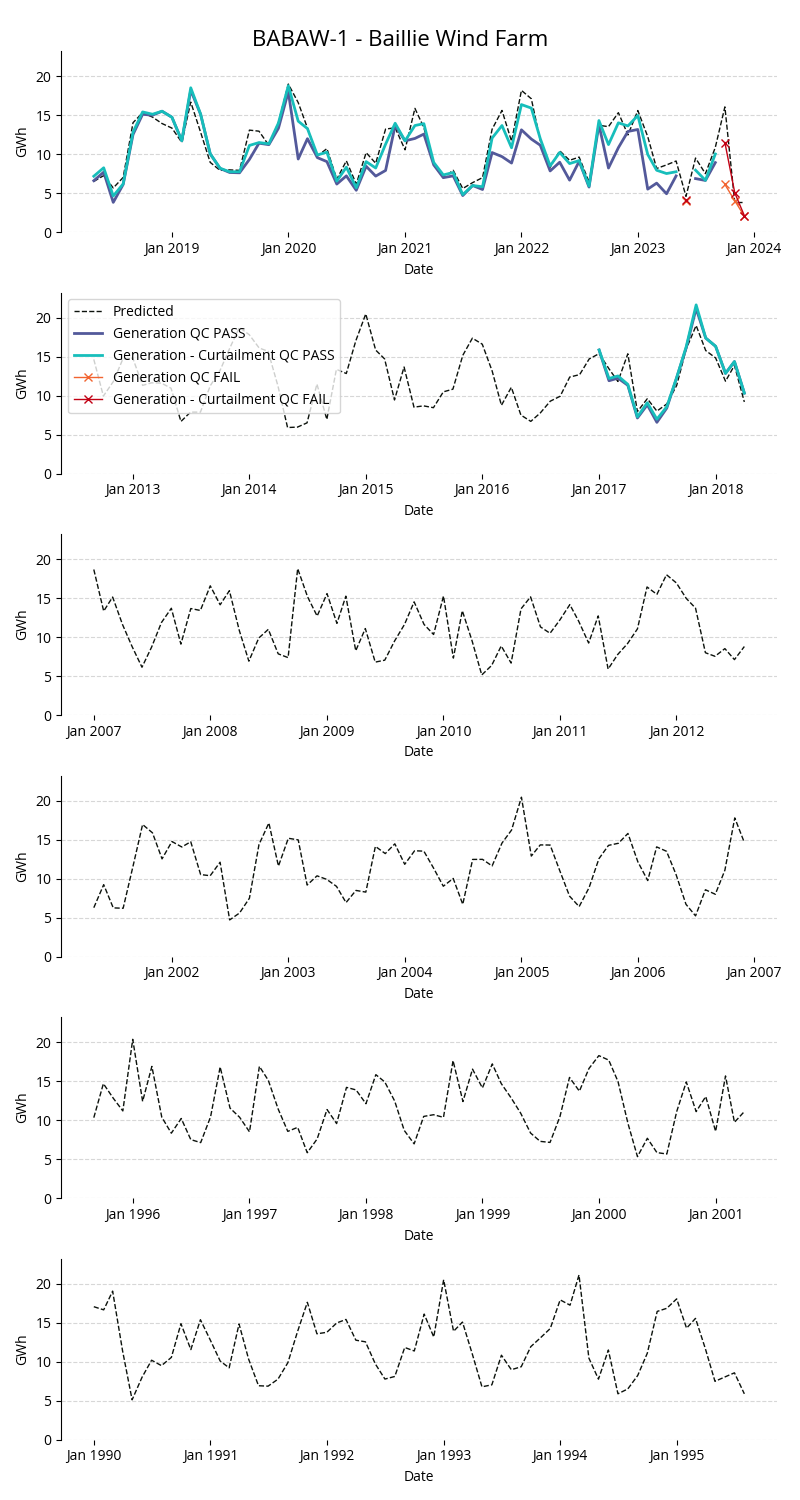 BABAW-1 - Baillie Wind Farm
20
15
10
5
0
GWh
Jan 2019
Jan 2020
Jan 2021
Jan 2022
Jan 2023
Jan 2024
Date
Predicted
Generation QC PASS
Generation - Curtailment QC PASS
Generation QC FAIL
Generation - Curtailment QC FAIL
20
15
10
5
0
GWh
Jan 2013
Jan 2014
Jan 2015
Jan 2016
Jan 2017
Jan 2018
Date
20
15
10
5
0
GWh
Jan 2007
Jan 2008
Jan 2009
Jan 2010
Jan 2011
Jan 2012
Date
20
15
10
5
0
GWh
Jan 2002
Jan 2003
Jan 2004
Jan 2005
Jan 2006
Jan 2007
Date
20
15
10
5
0
GWh
Jan 1996
Jan 1997
Jan 1998
Jan 1999
Jan 2000
Jan 2001
Date
20
15
10
5
0
GWh
Jan 1990
Jan 1991
Jan 1992
Jan 1993
Jan 1994
Jan 1995
Date